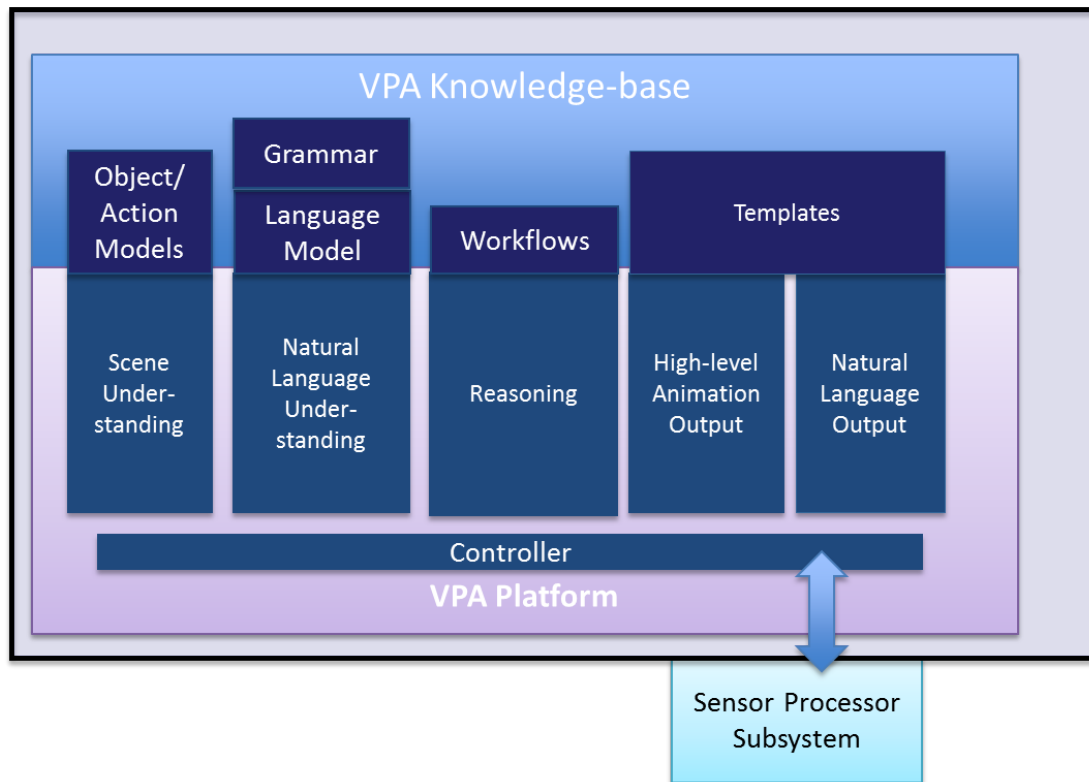 VPA Knowledge-base
Object/
Action
Models
Grammar
Language
Model
Workflows
Templates
Scene
Under-
standing
Natural
Language
Under-
standing
Reasoning
High-level
Animation
Output
Natural
Language
Output
Controller
VPA Platform
Sensor Processor
Subsystem